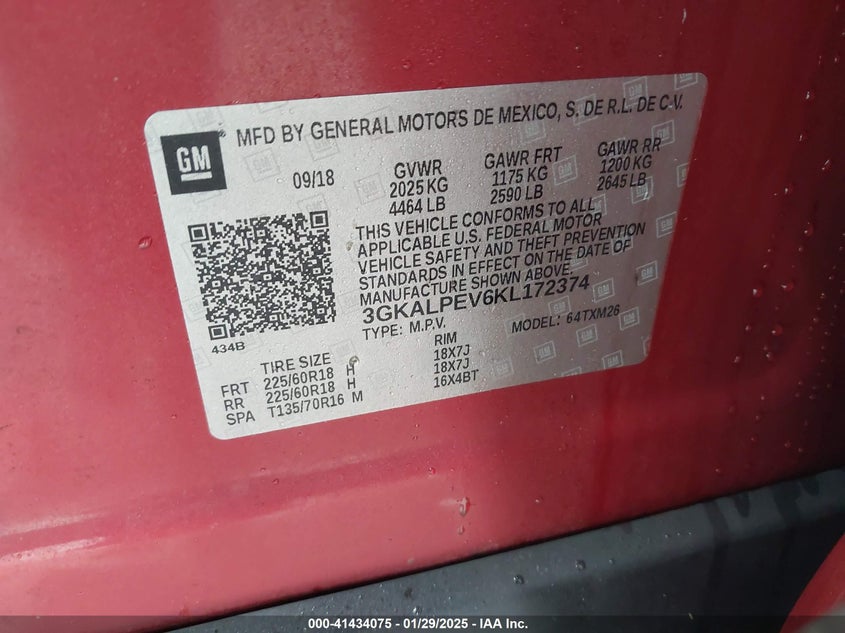 GM
MFD BY GENERAL MOTORS DE MEXICO, S. DE R.L. DE C.V.
09/18
GVWR GAWR FRT GAWR RR
2025 KG 1175 KG 1200 KG
4464 LB 2590 LB 2645 LB
THIS VEHICLE CONFORMS TO ALL
APPLICABLE U.S. FEDERAL MOTOR
VEHICLE SAFETY AND THEFT PREVENTION
STANDARDS IN EFFECT ON THE DATE OF
MANUFACTURE SHOWN ABOVE.
3GKALPEV6KL172374
TYPE: M.P.V. MODEL: 64TXM26
434B
TIRE SIZE RIM
FRT 225/60R18 H 18X7J
RR 225/60R18 H 18X7J
SPA T135/70R16 M 16X4BT
000-41434075 - 01/29/2025 - IAA Inc.